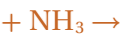 + NH₃ →